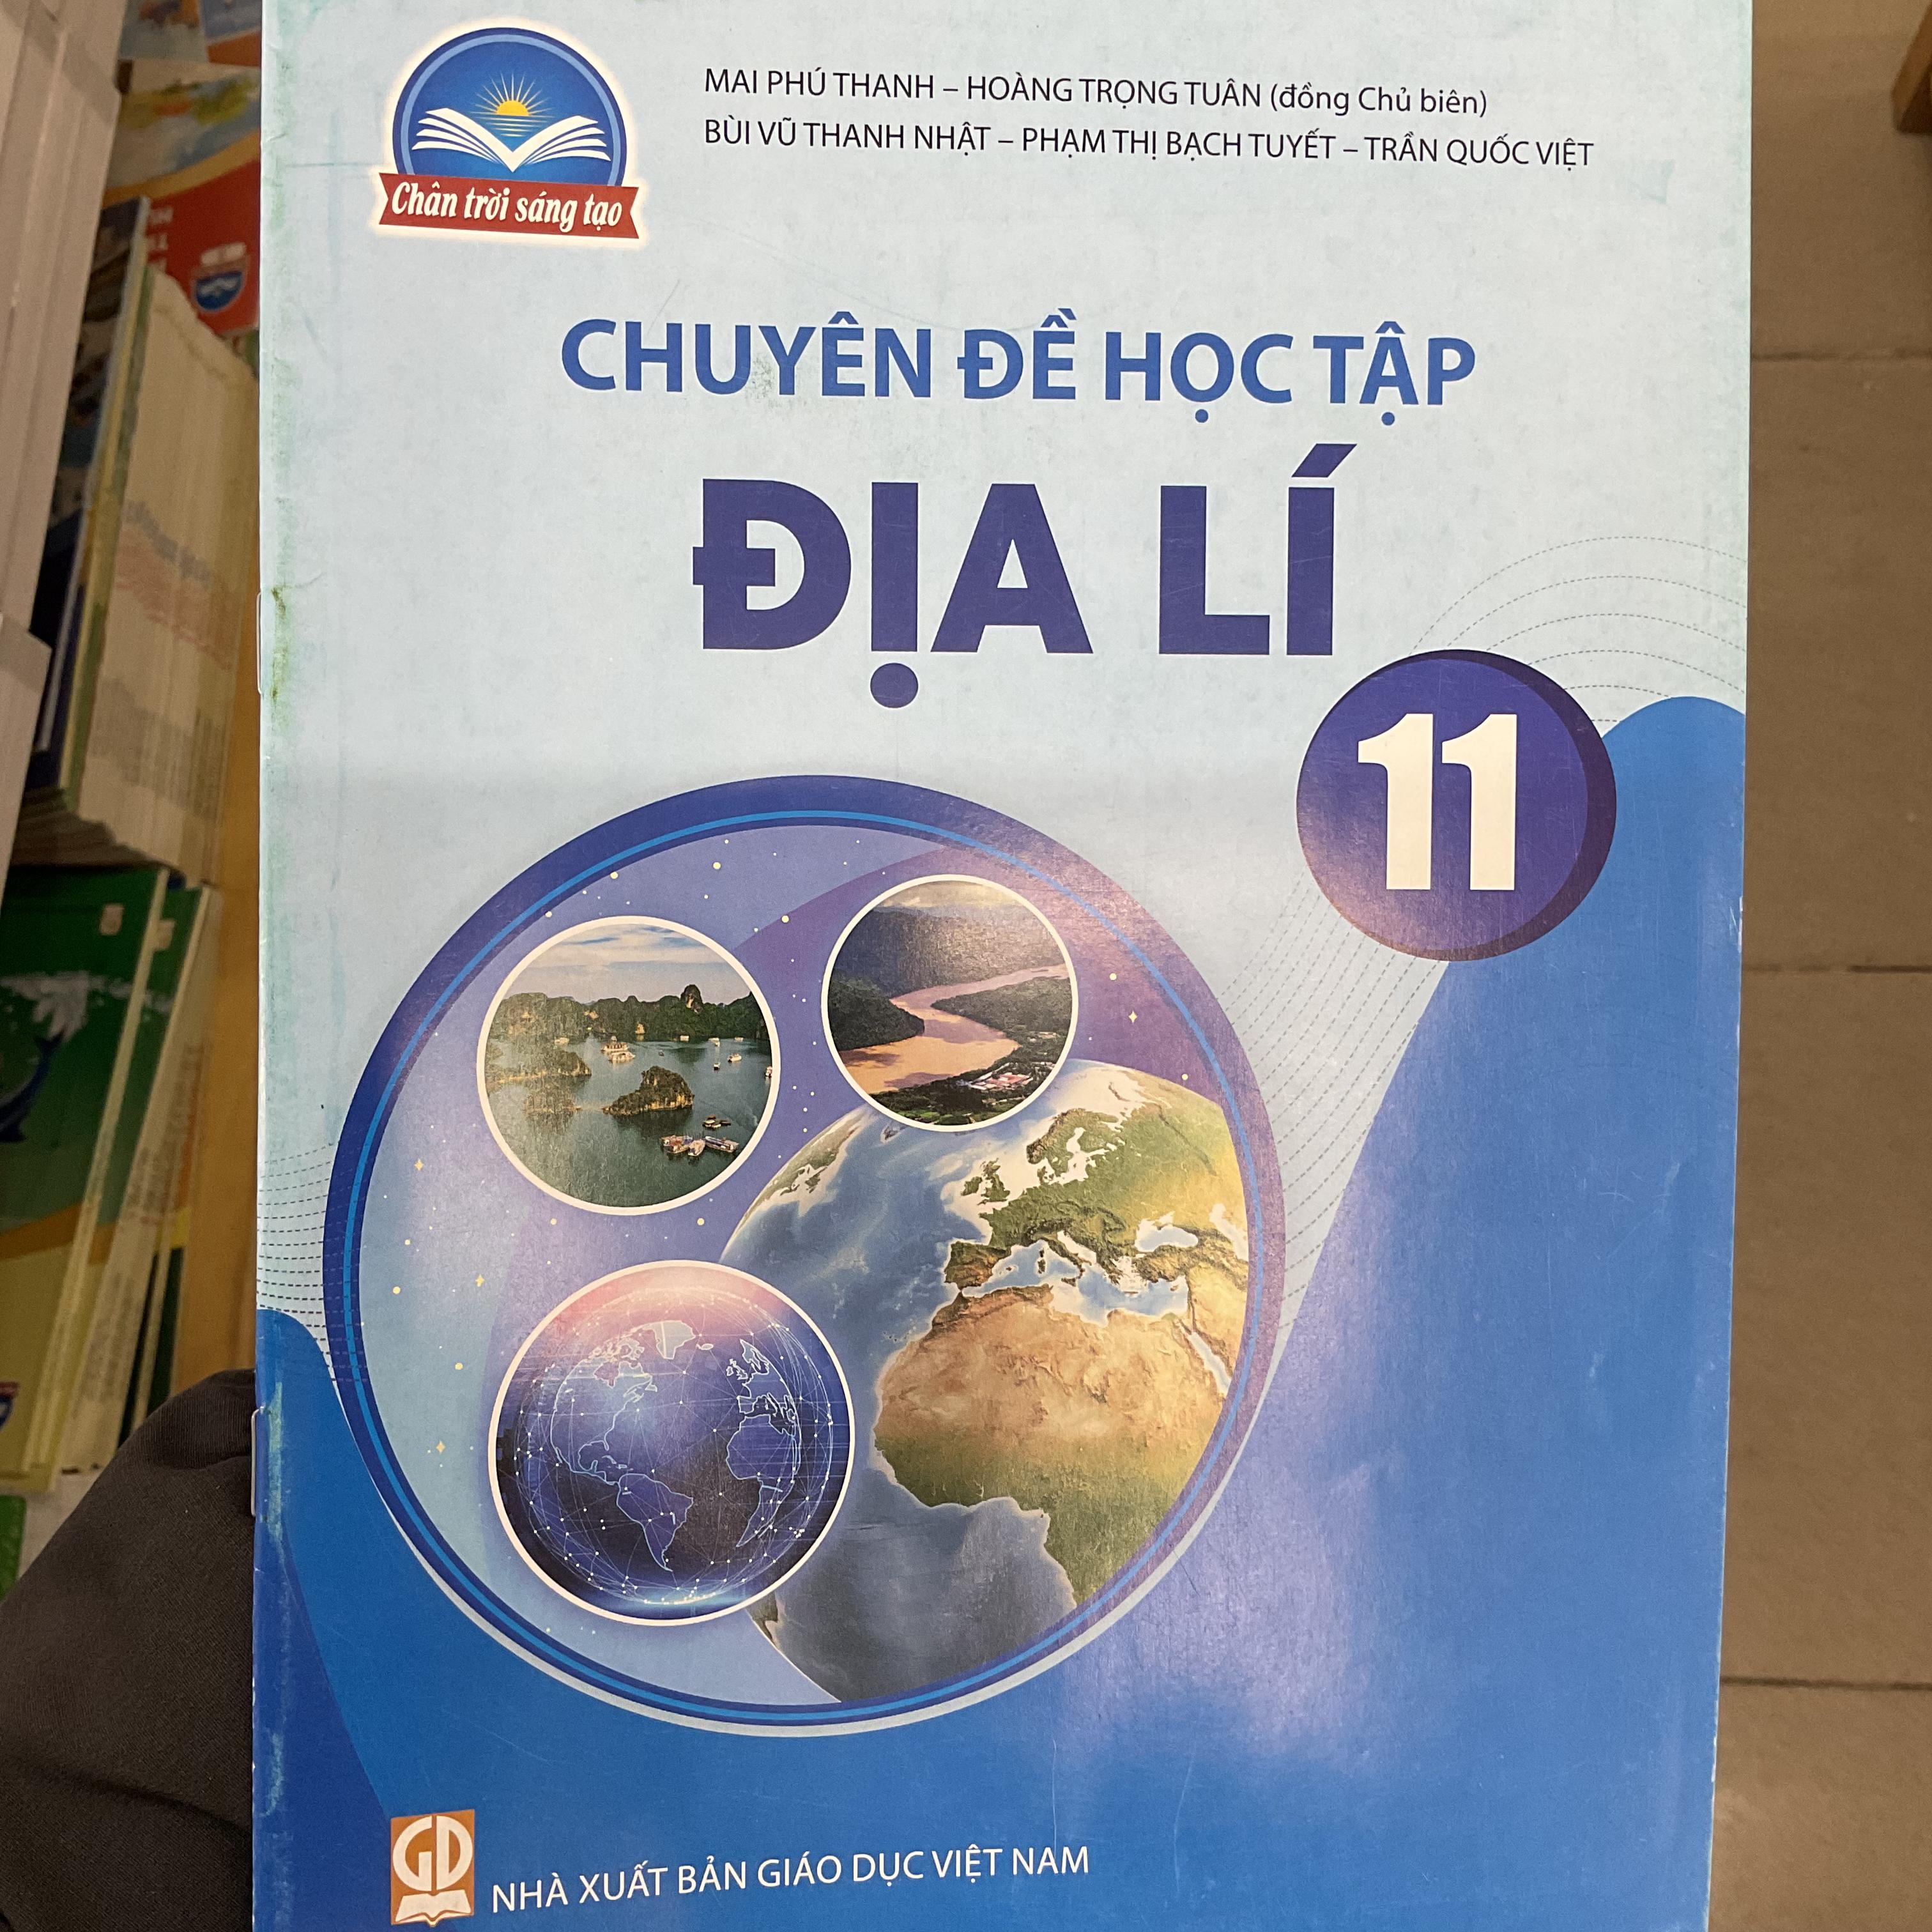 MAI PHÚ THANH – HOÀNG TRỌNG TUÂN (đồng Chủ biên)
BÙI VŨ THANH NHẬT – PHẠM THỊ BẠCH TUYẾT – TRẦN QUỐC VIỆT
Chân trời sáng tạo
CHUYÊN ĐỀ HỌC TẬP
ĐỊA LÍ
11
GD
NHÀ XUẤT BẢN GIÁO DỤC VIỆT NAM